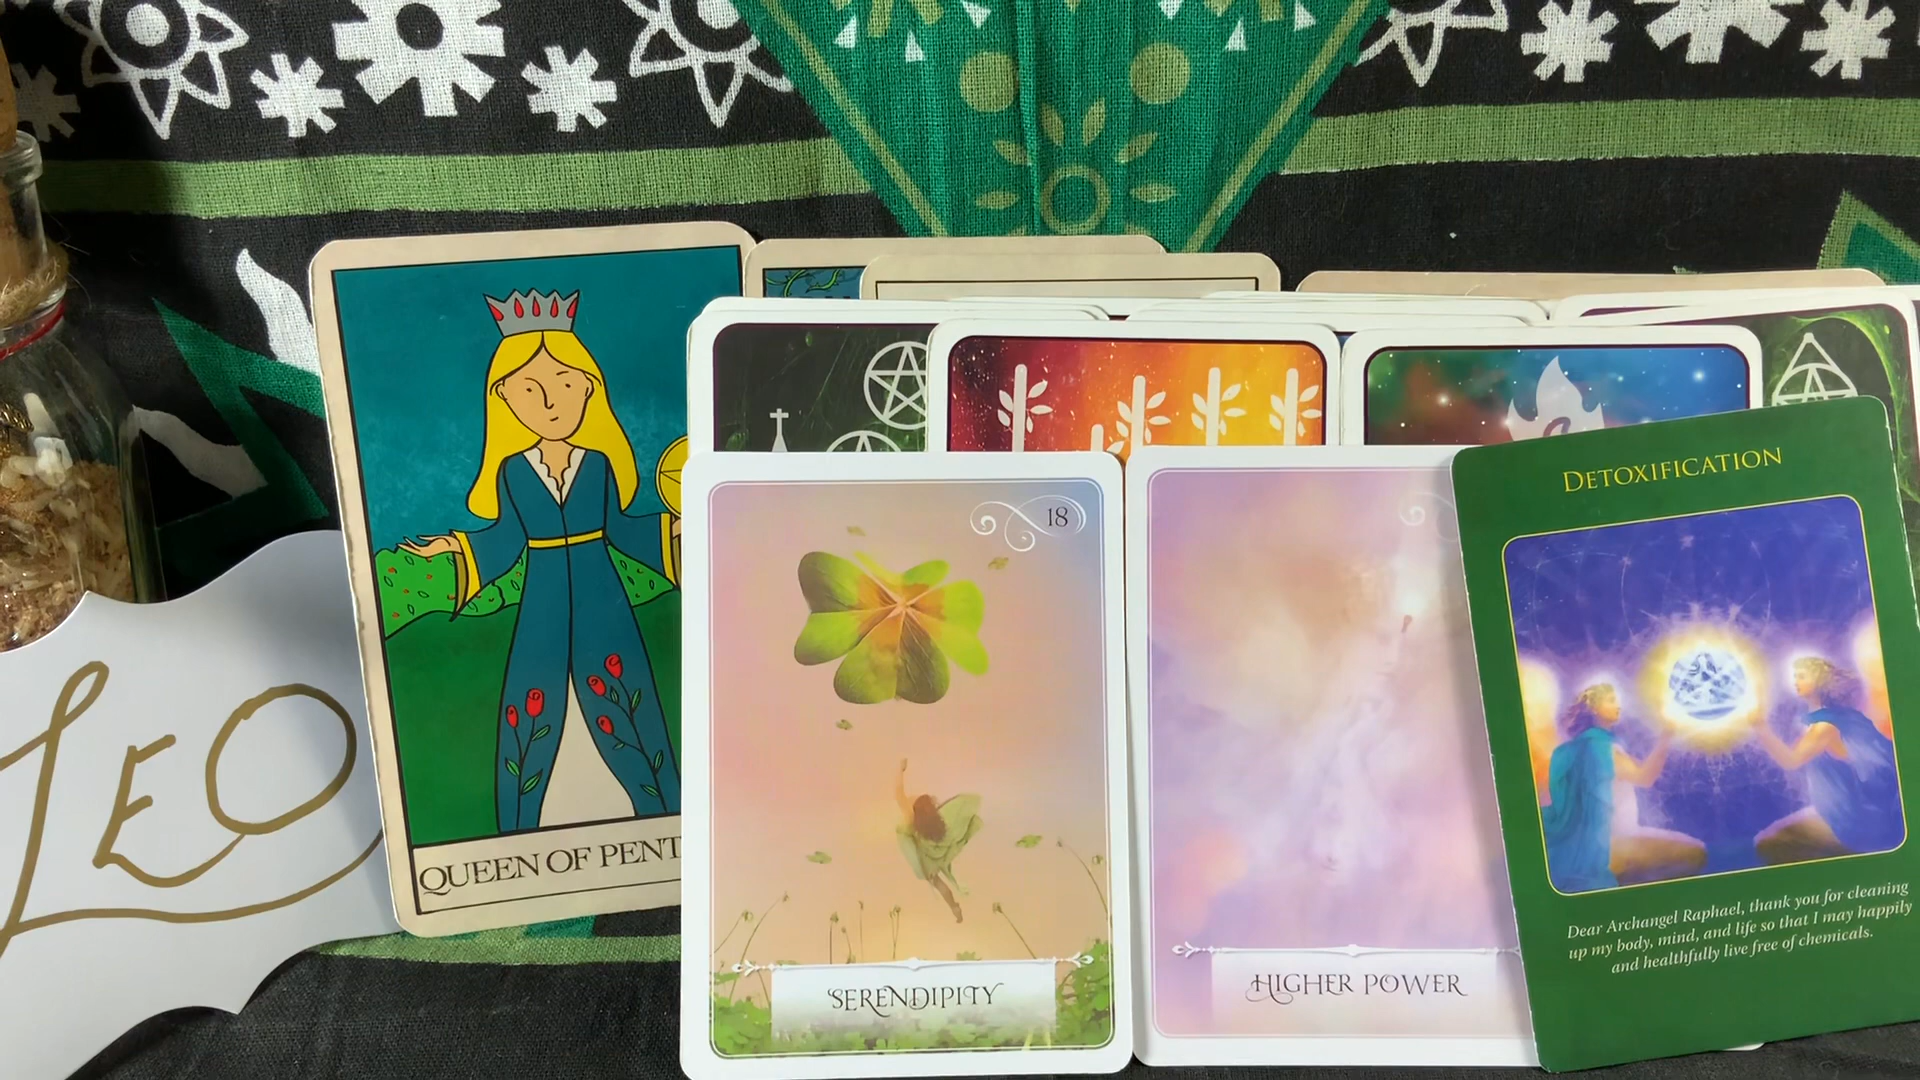 LEO
QUEEN OF PENT
18
SERENDIPITY
HIGHER POWER
DETOXIFICATION
Dear Archangel Raphael, thank you for cleaning
up my body, mind, and life so that I may happily
and healthfully live free of chemicals.